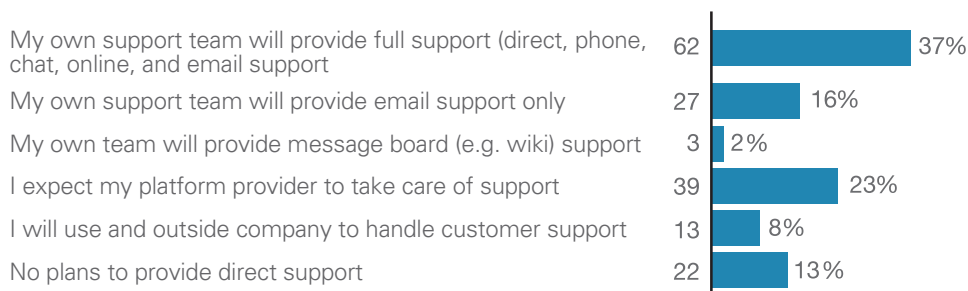 My own support team will provide full support (direct, phone, 62 37%
chat, online, and email support
My own support team will provide email support only 27 16%
My own team will provide message board (e.g. wiki) support 3 2%
I expect my platform provider to take care of support 39 23%
I will use and outside company to handle customer support 13 8%
No plans to provide direct support 22 13%